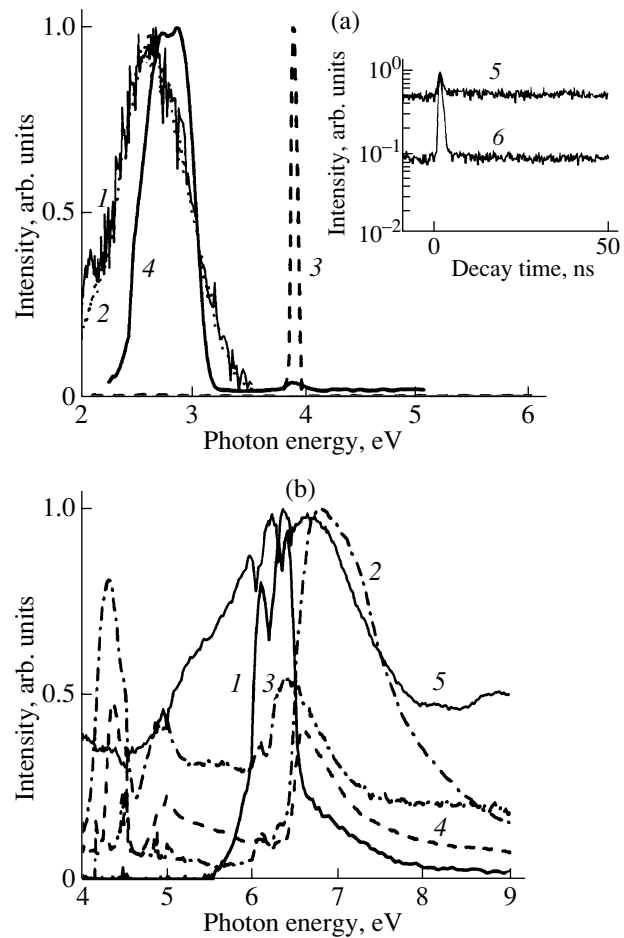 (a)
1.0
0.5
0
Intensity, arb. units
1
2
4
3
2 3 4 5 6
Photon energy, eV
10⁰
10⁻¹
10⁻²
Intensity, arb. units
5
6
0 50
Decay time, ns
(b)
1.0
0.5
0
Intensity, arb. units
1
3
2
5
4
4 5 6 7 8 9
Photon energy, eV